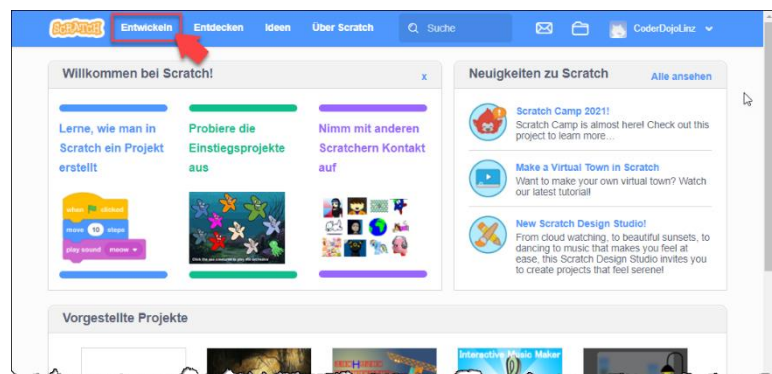 SCRATCH Entwickeln Entdecken Ideen Über Scratch Suche CoderDojoLinz
Willkommen bei Scratch! x
Lerne, wie man in
Scratch ein Projekt
erstellt
when clicked
move 10 steps
play sound meow
Probiere die
Einstiegsprojekte
aus
Nimm mit anderen
Scratchern Kontakt
auf
Neuigkeiten zu Scratch Alle ansehen
Scratch Camp 2021!
Scratch Camp is almost here! Check out this
project to learn more...
Make a Virtual Town in Scratch
Want to make your own virtual town? Watch
our latest tutorial!
New Scratch Design Studio!
From cloud watching, to beautiful sunsets, to
dancing to music that makes you feel at
ease, this Scratch Design Studio invites you
to create projects that feel serene!
Vorgestellte Projekte
Interactive Music Maker